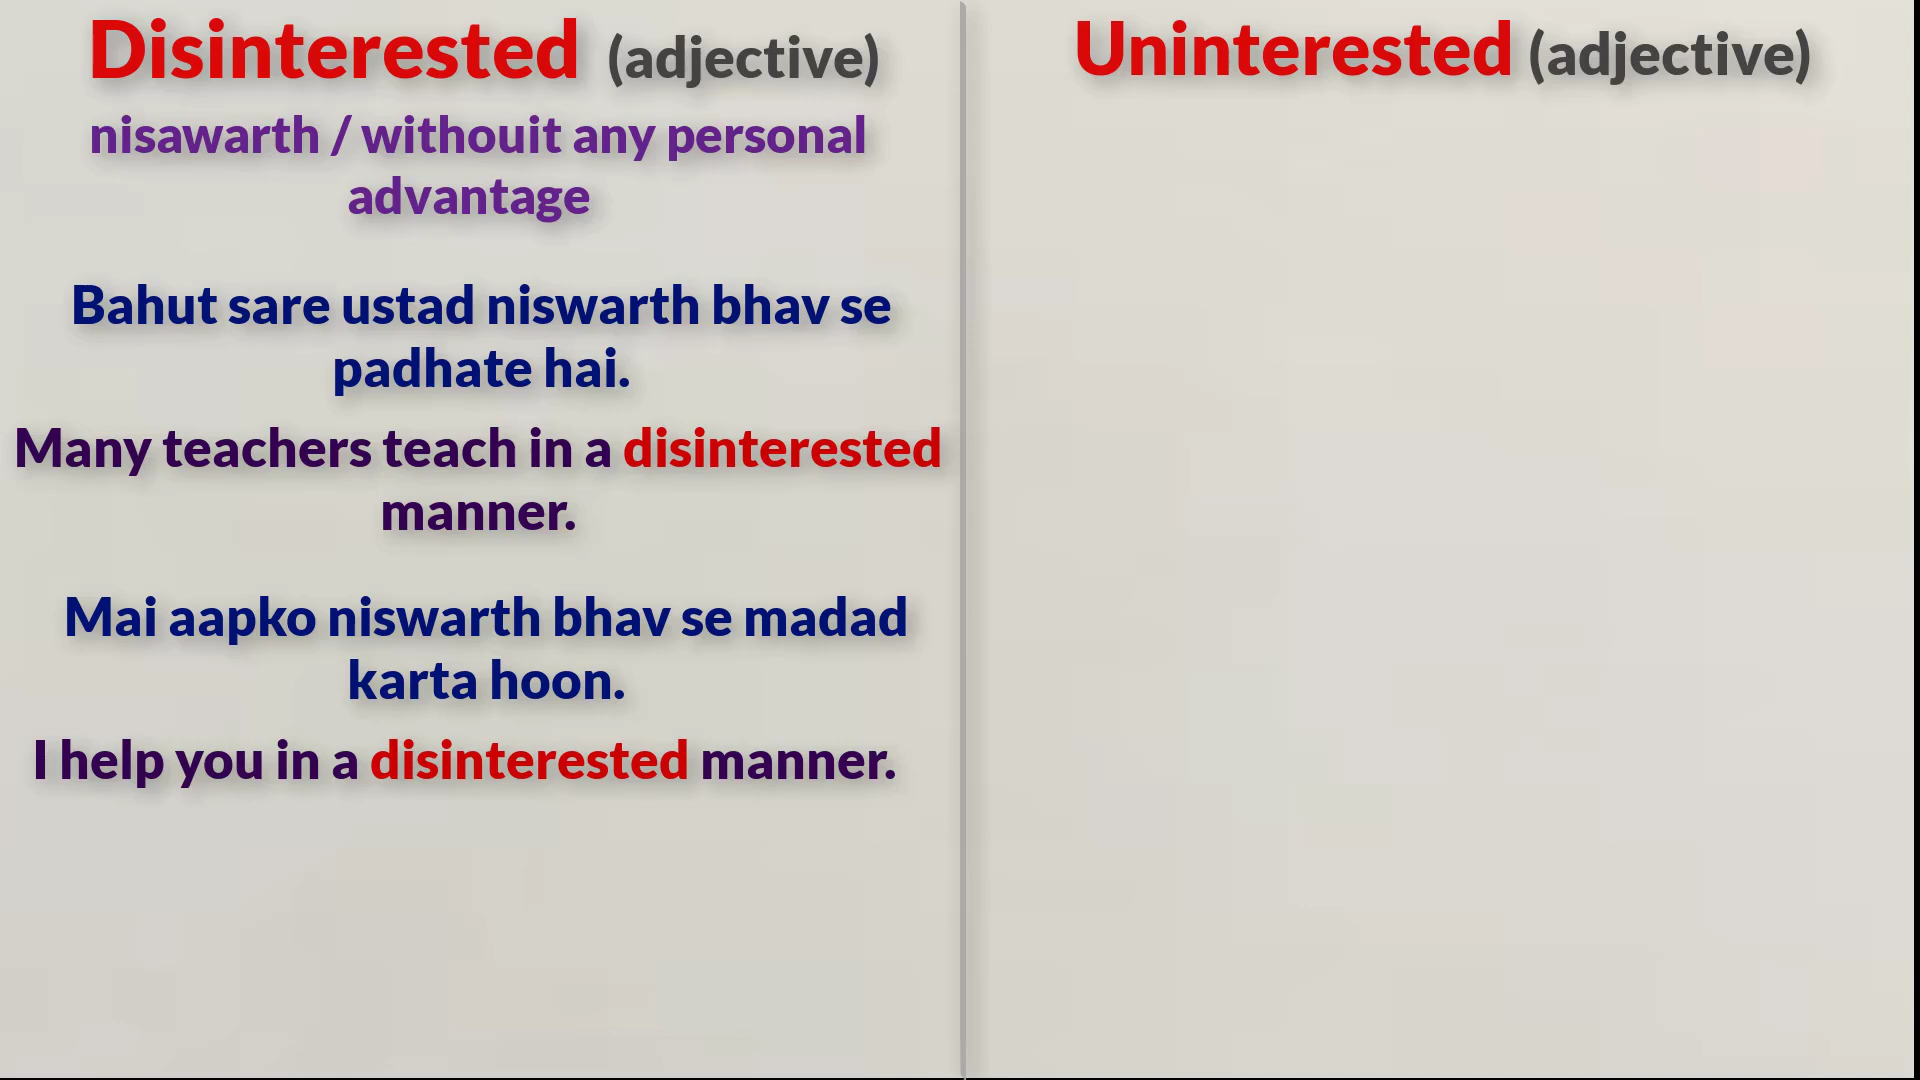 Disinterested (adjective)
nisawarth / withouit any personal
advantage
Bahut sare ustad niswarth bhav se
padhate hai.
Many teachers teach in a disinterested
manner.
Mai aapko niswarth bhav se madad
karta hoon.
I help you in a disinterested manner.
Uninterested (adjective)